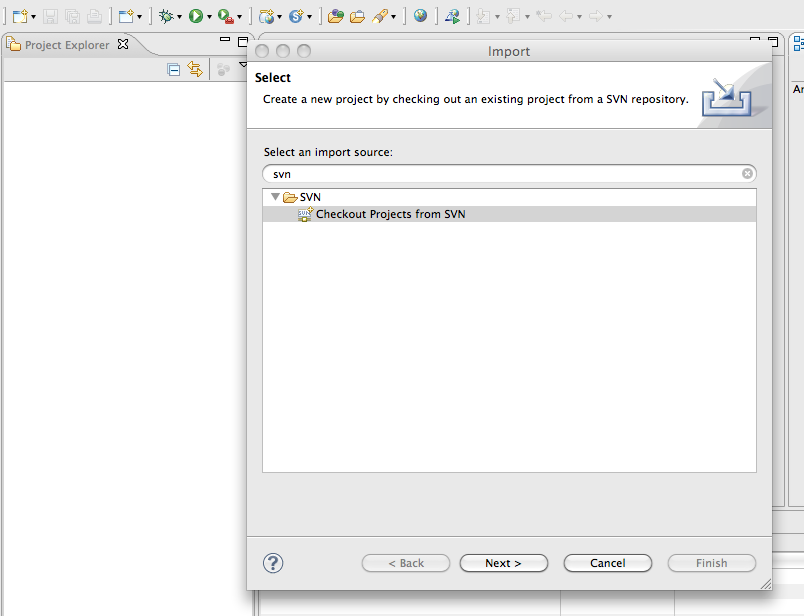 Project Explorer
Import
Select
Create a new project by checking out an existing project from a SVN repository.
Select an import source:
svn
SVN
Checkout Projects from SVN
Ar
?
< Back
Next >
Cancel
Finish